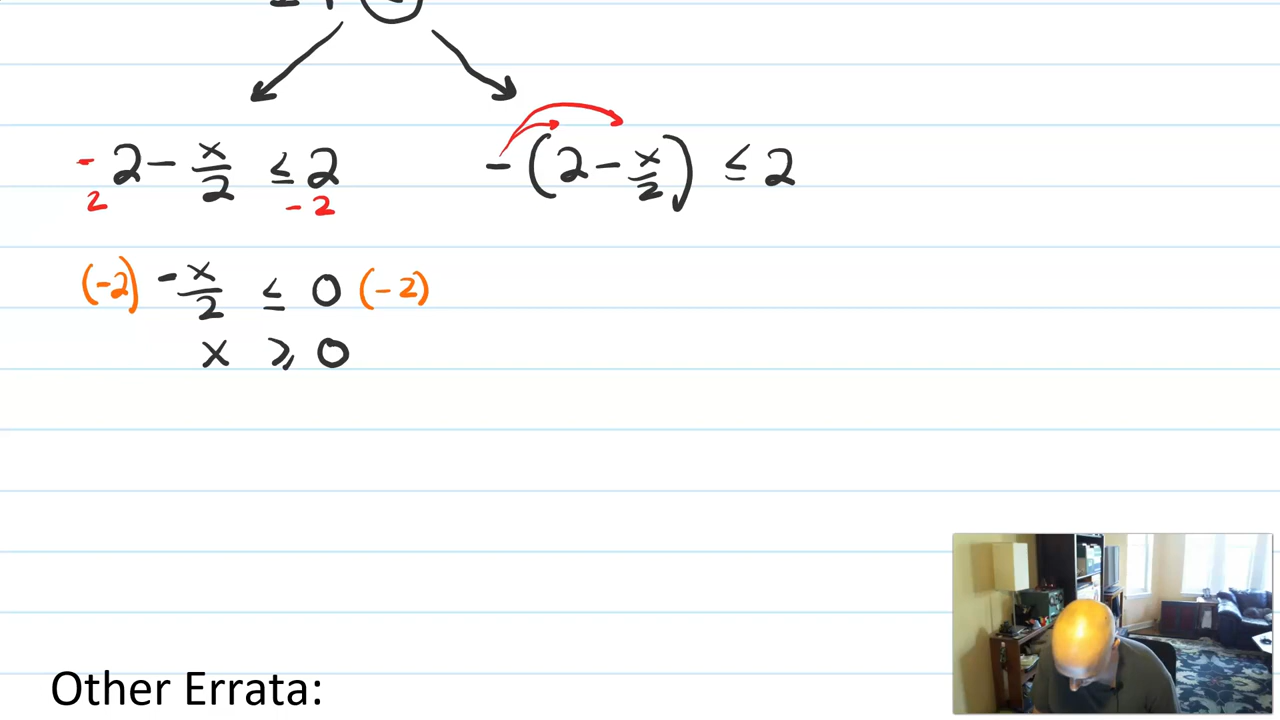 2 - x/2 ≤ 2
-2 -2
-(2 - x/2) ≤ 2
(-2) -x/2 ≤ 0 (-2)
x ≥ 0
Other Errata: